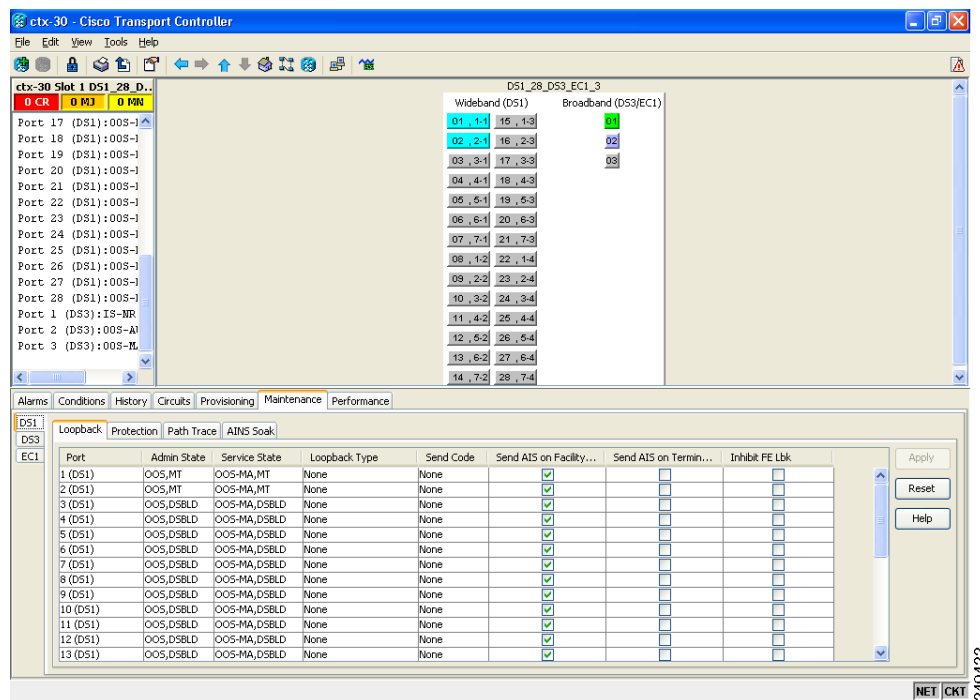 ctx-30 - Cisco Transport Controller
File Edit View Tools Help
ctx-30 Slot 1 DS1_28_D..
0 CR 0 MJ 0 MN
Port 17 (DS1):OOS-
Port 18 (DS1):OOS-
Port 19 (DS1):OOS-
Port 20 (DS1):OOS-
Port 21 (DS1):OOS-
Port 22 (DS1):OOS-
Port 23 (DS1):OOS-
Port 24 (DS1):OOS-
Port 25 (DS1):OOS-
Port 26 (DS1):OOS-
Port 27 (DS1):OOS-
Port 28 (DS1):OOS-
Port 1 (DS3):IS-NR
Port 2 (DS3):OOS-AU
Port 3 (DS3):OOS-MA
DS1_28_DS3_EC1_3
Wideband (DS1) Broadband (DS3/EC1)
01 , 1-1 15 , 1-3 01
02 , 2-1 16 , 2-3 02
03 , 3-1 17 , 3-3 03
04 , 4-1 18 , 4-3
05 , 5-1 19 , 5-3
06 , 6-1 20 , 6-3
07 , 7-1 21 , 7-3
08 , 1-2 22 , 1-4
09 , 2-2 23 , 2-4
10 , 3-2 24 , 3-4
11 , 4-2 25 , 4-4
12 , 5-2 26 , 5-4
13 , 6-2 27 , 6-4
14 , 7-2 28 , 7-4
Alarms Conditions History Circuits Provisioning Maintenance Performance
DS1
DS3
EC1
Loopback Protection Path Trace AINS Soak
Port Admin State Service State Loopback Type Send Code Send AIS on Facility... Send AIS on Termin... Inhibit FE Lbk
1 (DS1) OOS,MT OOS-MA,MT None None
2 (DS1) OOS,MT OOS-MA,MT None None
3 (DS1) OOS,DSBLD OOS-MA,DSBLD None None
4 (DS1) OOS,DSBLD OOS-MA,DSBLD None None
5 (DS1) OOS,DSBLD OOS-MA,DSBLD None None
6 (DS1) OOS,DSBLD OOS-MA,DSBLD None None
7 (DS1) OOS,DSBLD OOS-MA,DSBLD None None
8 (DS1) OOS,DSBLD OOS-MA,DSBLD None None
9 (DS1) OOS,DSBLD OOS-MA,DSBLD None None
10 (DS1) OOS,DSBLD OOS-MA,DSBLD None None
11 (DS1) OOS,DSBLD OOS-MA,DSBLD None None
12 (DS1) OOS,DSBLD OOS-MA,DSBLD None None
13 (DS1) OOS,DSBLD OOS-MA,DSBLD None None
Apply
Reset
Help
NET CKT